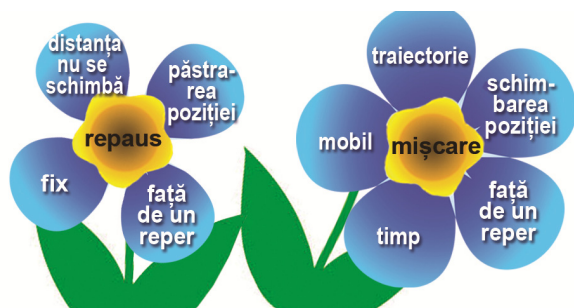 distanța
nu se
schimbă
păstra-
rea
poziției
repaus
fix
față
de un
reper
traiectorie
schim-
barea
poziției
mobil
mișcare
față
de un
reper
timp